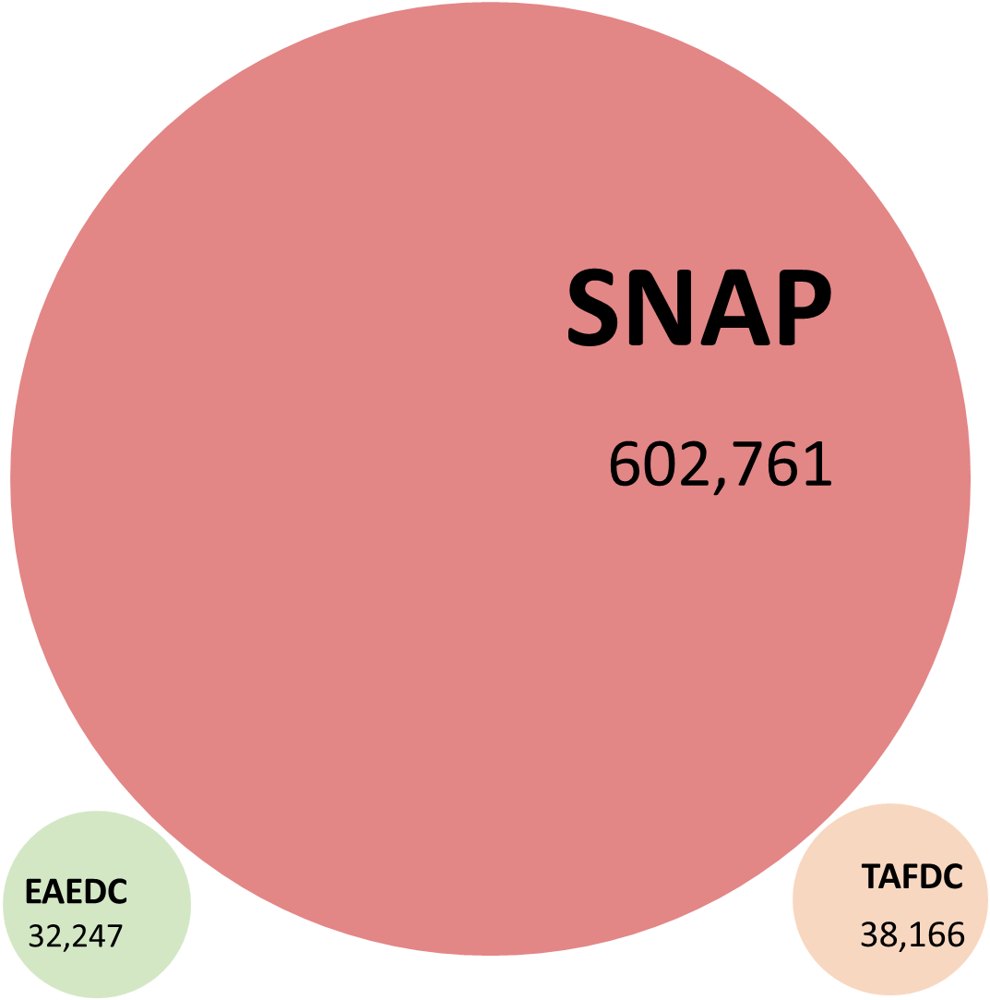 SNAP
602,761
EAEDC
32,247
TAFDC
38,166